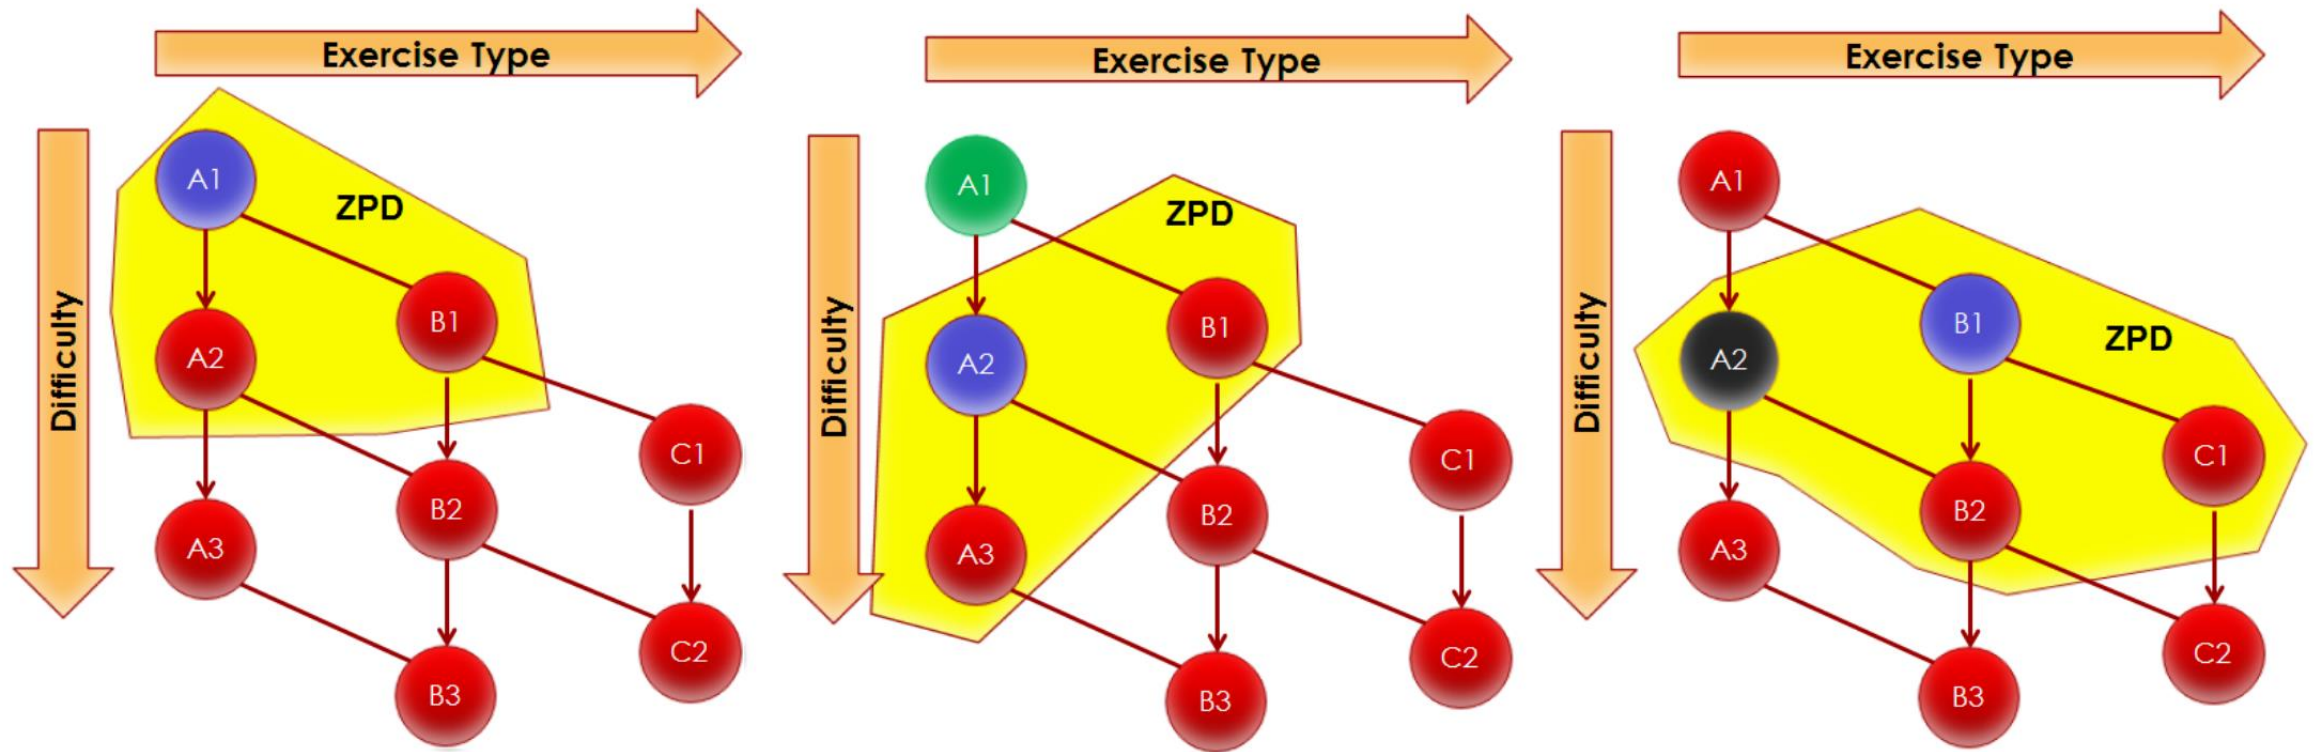 Exercise Type
Difficulty
ZPD
A1
B1
A2
C1
B2
A3
C2
B3
Exercise Type
Difficulty
ZPD
A1
B1
A2
C1
B2
A3
C2
B3
Exercise Type
Difficulty
ZPD
A1
B1
A2
C1
B2
A3
C2
B3